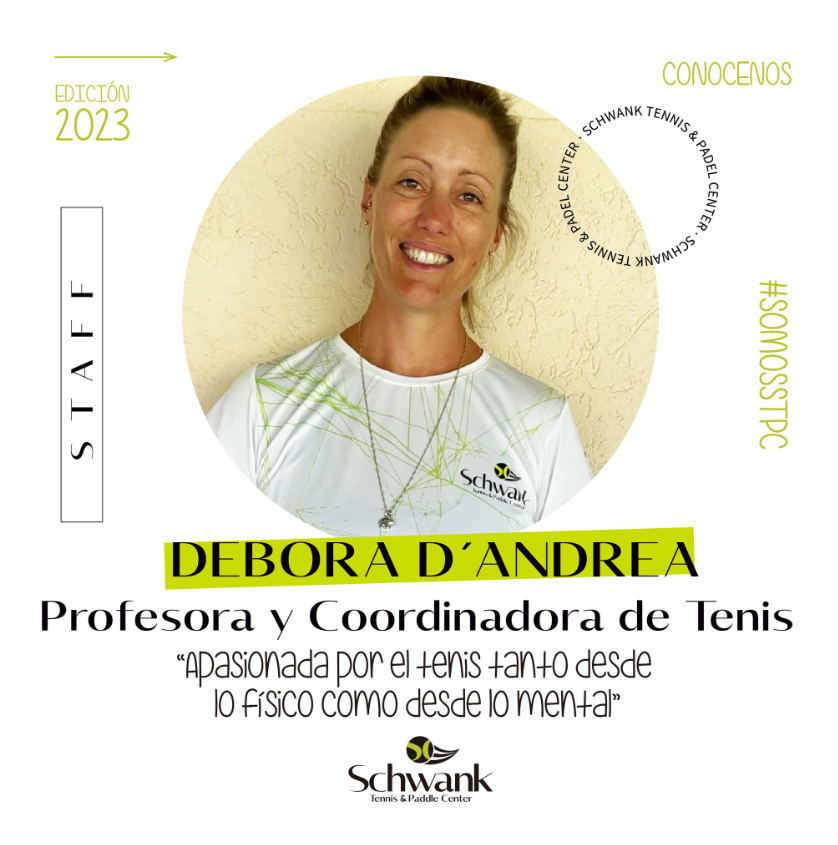 CONOCENOS
EDICIÓN
2023
SCHWANK TENNIS & PADEL CENTER · SCHWANK TENNIS & PADEL CENTER ·
STAFF
#SOMOSSTPC
Schwank
Tennis & Paddle Center
DEBORA D´ANDREA
Profesora y Coordinadora de Tenis
“Apasionada por el tenis tanto desde
lo físico como desde lo mental”
Schwank
Tennis & Paddle Center